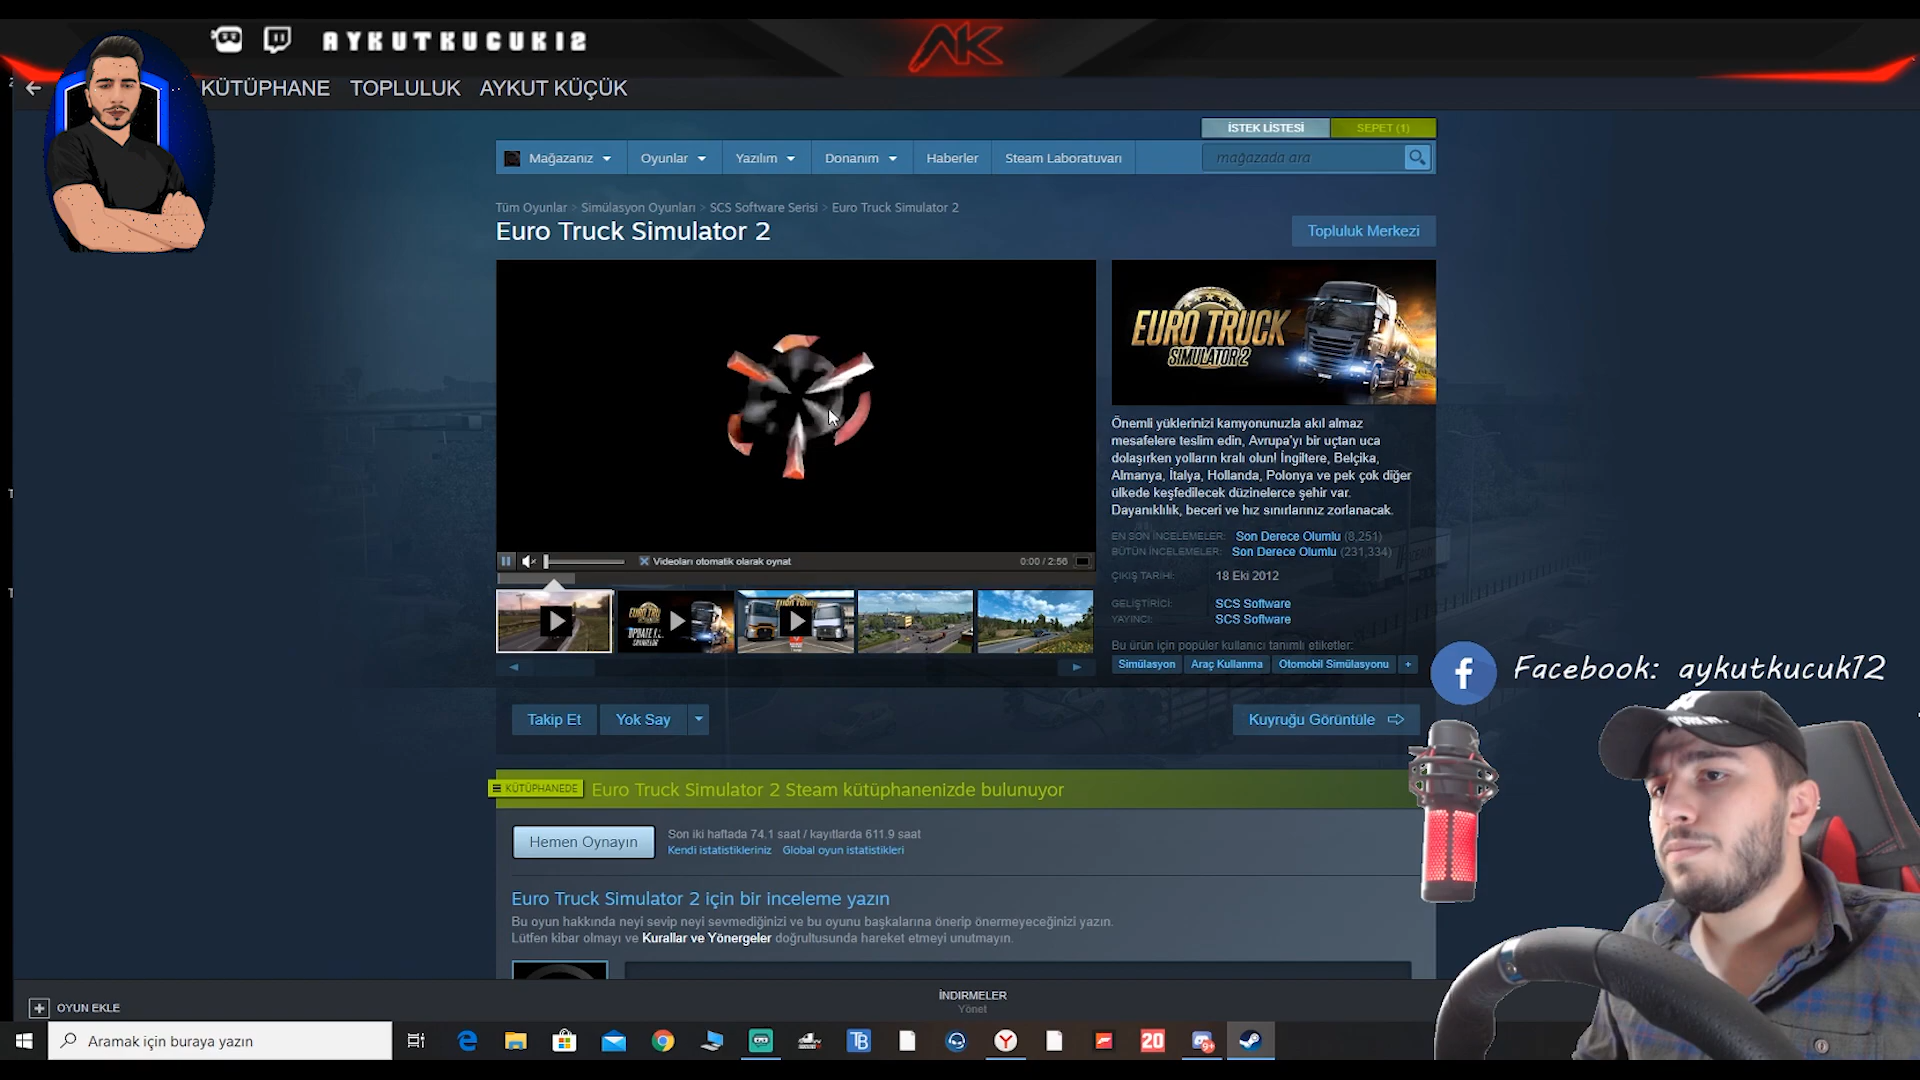 AYKUTKUCUK12
AK
KÜTÜPHANE TOPLULUK AYKUT KÜÇÜK
İSTEK LİSTESİ SEPET (1)
Mağazanız Oyunlar Yazılım Donanım Haberler Steam Laboratuvarı mağazada ara
Tüm Oyunlar > Simülasyon Oyunları > SCS Software Serisi > Euro Truck Simulator 2
Euro Truck Simulator 2
Topluluk Merkezi
EURO TRUCK
SIMULATOR 2
Önemli yüklerinizi kamyonunuzla akıl almaz
mesafelere teslim edin, Avrupa'yı bir uçtan uca
dolaşırken yolların kralı olun! İngiltere, Belçika,
Almanya, İtalya, Hollanda, Polonya ve pek çok diğer
ülkede keşfedilecek düzinelerce şehir var.
Dayanıklılık, beceri ve hız sınırlarınız zorlanacak.
EN SON İNCELEMELER: Son Derece Olumlu (8,251)
BÜTÜN İNCELEMELER: Son Derece Olumlu (231,334)
ÇIKIŞ TARİHİ: 18 Eki 2012
GELİŞTİRİCİ: SCS Software
YAYINCI: SCS Software
Bu ürün için popüler kullanıcı tanımlı etiketler:
Simülasyon Araç Kullanma Otomobil Simülasyonu +
Videoları otomatik olarak oynat 0:00 / 2:56
Facebook: aykutkucuk12
Takip Et Yok Say Kuyruğu Görüntüle
KÜTÜPHANEDE Euro Truck Simulator 2 Steam kütüphanenizde bulunuyor
Hemen Oynayın
Son iki haftada 74.1 saat / kayıtlarda 611.9 saat
Kendi istatistikleriniz Global oyun istatistikleri
Euro Truck Simulator 2 için bir inceleme yazın
Bu oyun hakkında neyi sevip neyi sevmediğinizi ve bu oyunu başkalarına önerip önermeyeceğinizi yazın.
Lütfen kibar olmayı ve Kurallar ve Yönergeler doğrultusunda hareket etmeyi unutmayın.
OYUN EKLE
İNDİRMELER
Yönet
Aramak için buraya yazın
TB
20
9+